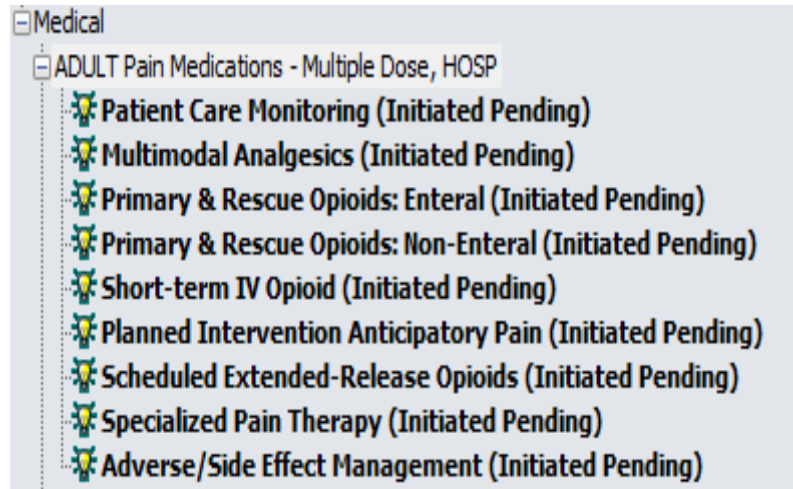 Medical
ADULT Pain Medications - Multiple Dose, HOSP
Patient Care Monitoring (Initiated Pending)
Multimodal Analgesics (Initiated Pending)
Primary & Rescue Opioids: Enteral (Initiated Pending)
Primary & Rescue Opioids: Non-Enteral (Initiated Pending)
Short-term IV Opioid (Initiated Pending)
Planned Intervention Anticipatory Pain (Initiated Pending)
Scheduled Extended-Release Opioids (Initiated Pending)
Specialized Pain Therapy (Initiated Pending)
Adverse/Side Effect Management (Initiated Pending)